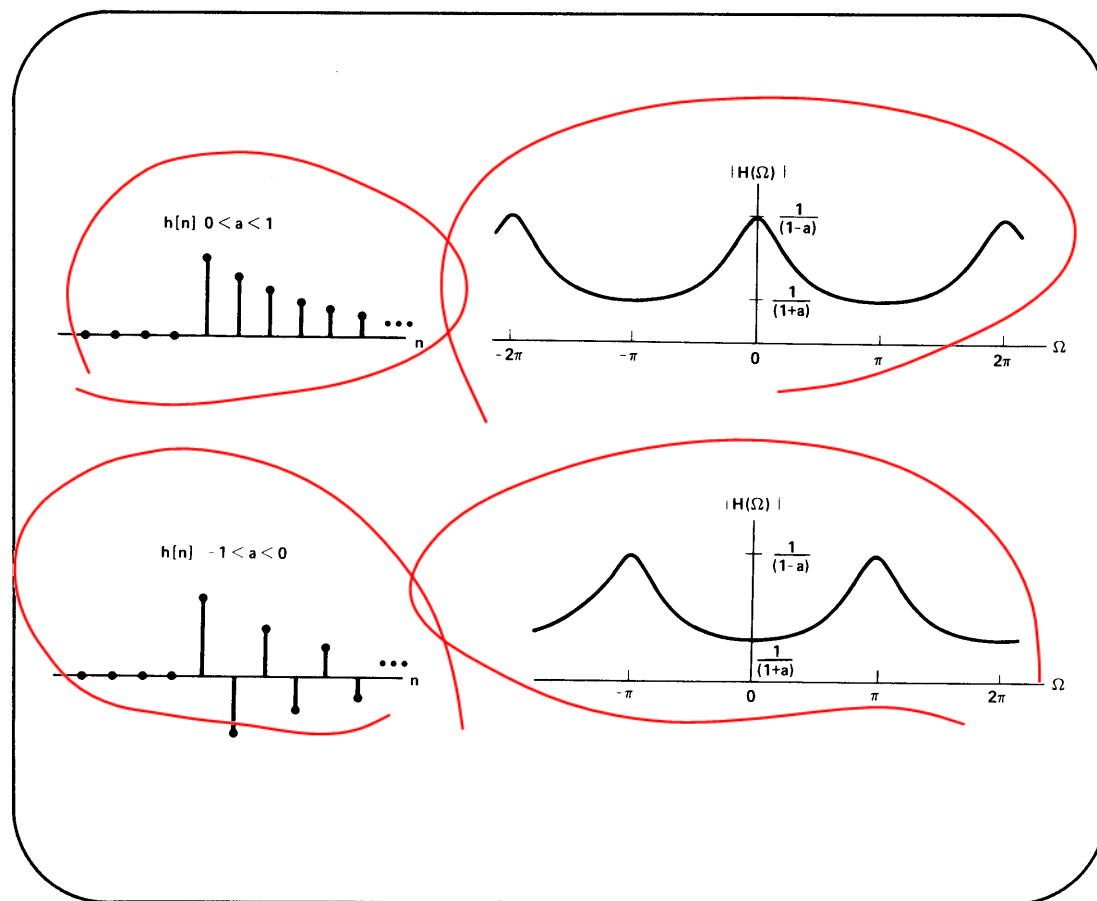 |H(Ω)|
h[n] 0 < a < 1
1/(1-a)
1/(1+a)
n
-2π -π 0 π 2π Ω
|H(Ω)|
h[n] -1 < a < 0
1/(1-a)
n
1/(1+a)
-π 0 π 2π Ω